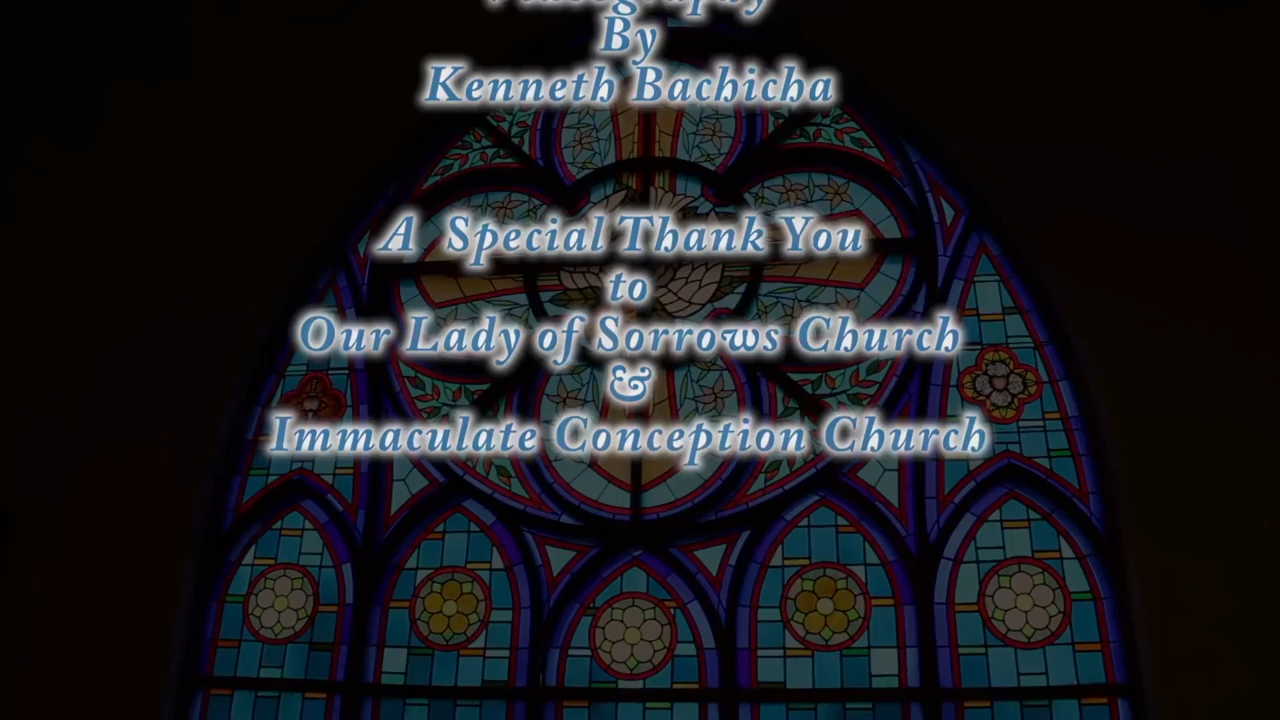 By
Kenneth Bachicha
A Special Thank You
to
Our Lady of Sorrows Church
&
Immaculate Conception Church